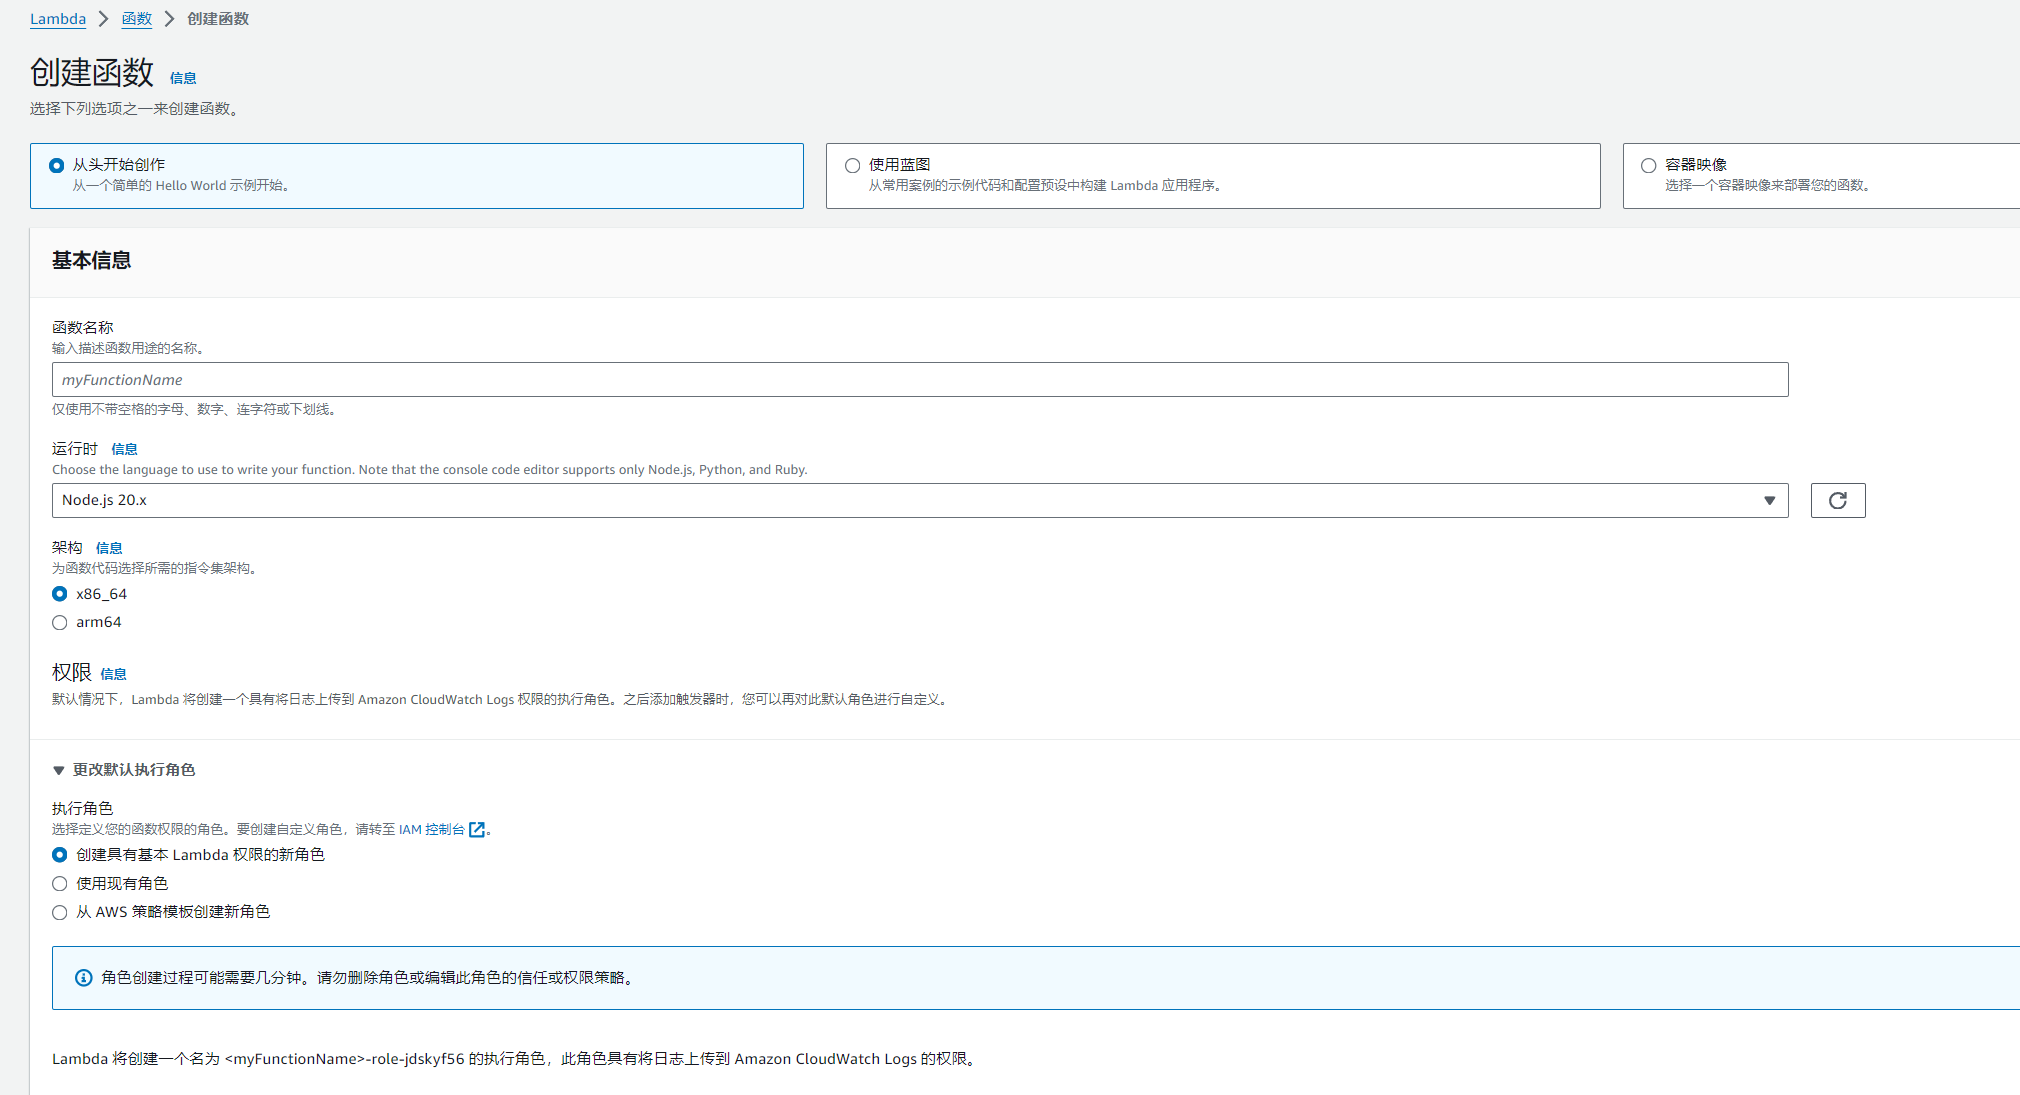 Lambda 函数 创建函数
创建函数 信息
选择下列选项之一来创建函数。
从头开始创作
从一个简单的 Hello World 示例开始。
使用蓝图
从常用案例的示例代码和配置预设中构建 Lambda 应用程序。
容器映像
选择一个容器映像来部署您的函数。
基本信息
函数名称
输入描述函数用途的名称。
myFunctionName
仅使用不带空格的字母、数字、连字符或下划线。
运行时 信息
Choose the language to use to write your function. Note that the console code editor supports only Node.js, Python, and Ruby.
Node.js 20.x
架构 信息
为函数代码选择所需的指令集架构。
x86_64
arm64
权限 信息
默认情况下，Lambda 将创建一个具有将日志上传到 Amazon CloudWatch Logs 权限的执行角色。之后添加触发器时，您可以再对此默认角色进行自定义。
更改默认执行角色
执行角色
选择定义您的函数权限的角色。要创建自定义角色，请转至 IAM 控制台。
创建具有基本 Lambda 权限的新角色
使用现有角色
从 AWS 策略模板创建新角色
角色创建过程可能需要几分钟。请勿删除角色或编辑此角色的信任或权限策略。
Lambda 将创建一个名为 <myFunctionName>-role-jdskyf56 的执行角色，此角色具有将日志上传到 Amazon CloudWatch Logs 的权限。